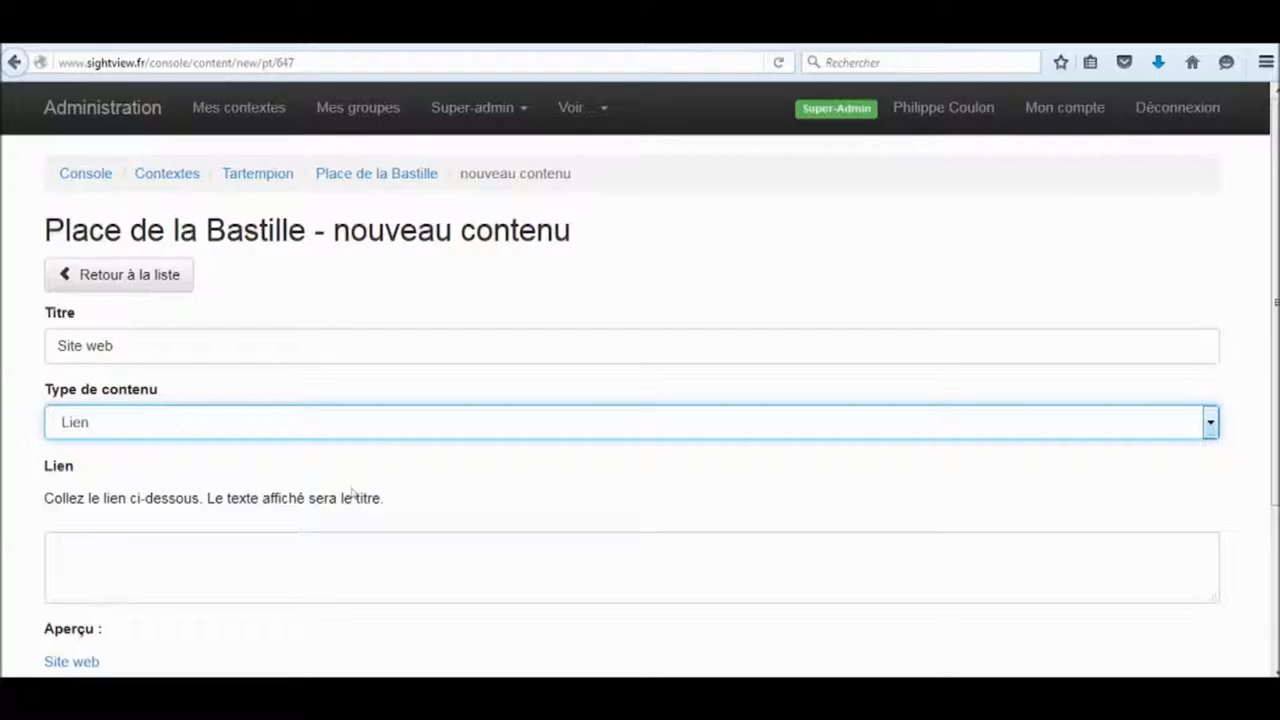 www.sightview.fr/console/content/new/pt/647
Rechercher
Administration Mes contextes Mes groupes Super-admin Voir ... Super-Admin Philippe Coulon Mon compte Déconnexion
Console / Contextes / Tartempion / Place de la Bastille / nouveau contenu
Place de la Bastille - nouveau contenu
Retour à la liste
Titre
Site web
Type de contenu
Lien
Lien
Collez le lien ci-dessous. Le texte affiché sera le titre.
Aperçu :
Site web